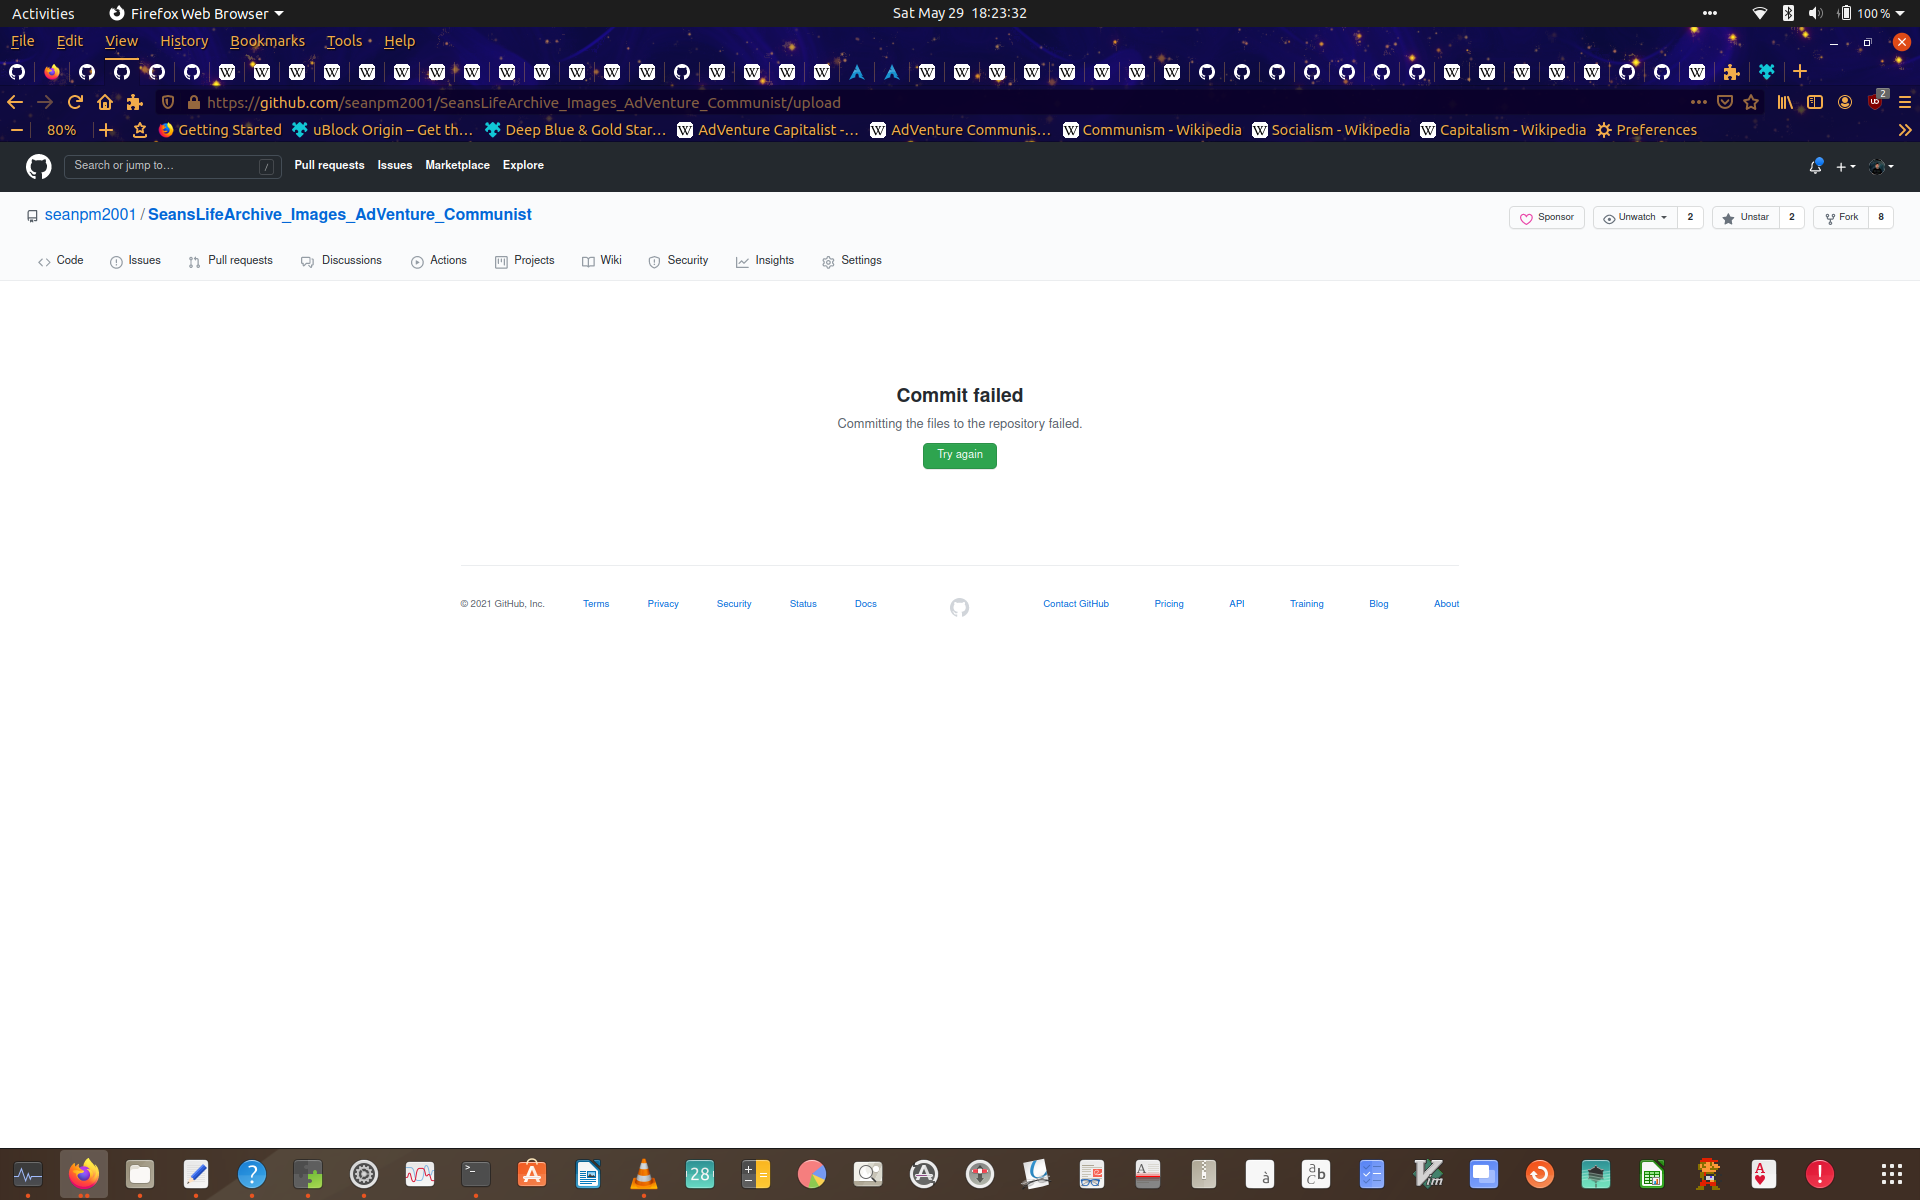 Activities Firefox Web Browser Sat May 29 18:23:32 100 %
File Edit View History Bookmarks Tools Help
https://github.com/seanpm2001/SeansLifeArchive_Images_AdVenture_Communist/upload 2
80% Getting Started uBlock Origin – Get th… Deep Blue & Gold Star… AdVenture Capitalist -… AdVenture Communis… Communism - Wikipedia Socialism - Wikipedia Capitalism - Wikipedia Preferences
Search or jump to… / Pull requests Issues Marketplace Explore
seanpm2001 / SeansLifeArchive_Images_AdVenture_Communist Sponsor Unwatch 2 Unstar 2 Fork 8
Code Issues Pull requests Discussions Actions Projects Wiki Security Insights Settings
Commit failed
Committing the files to the repository failed.
Try again
© 2021 GitHub, Inc. Terms Privacy Security Status Docs Contact GitHub Pricing API Training Blog About
28